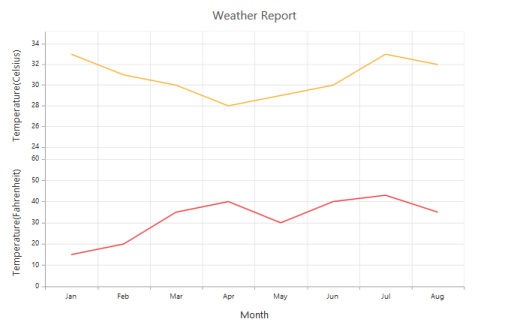 Weather Report
Temperature(Celsius)
34
32
30
28
26
24
Temperature(Fahrenheit)
60
50
40
30
20
10
0
Jan Feb Mar Apr May Jun Jul Aug
Month